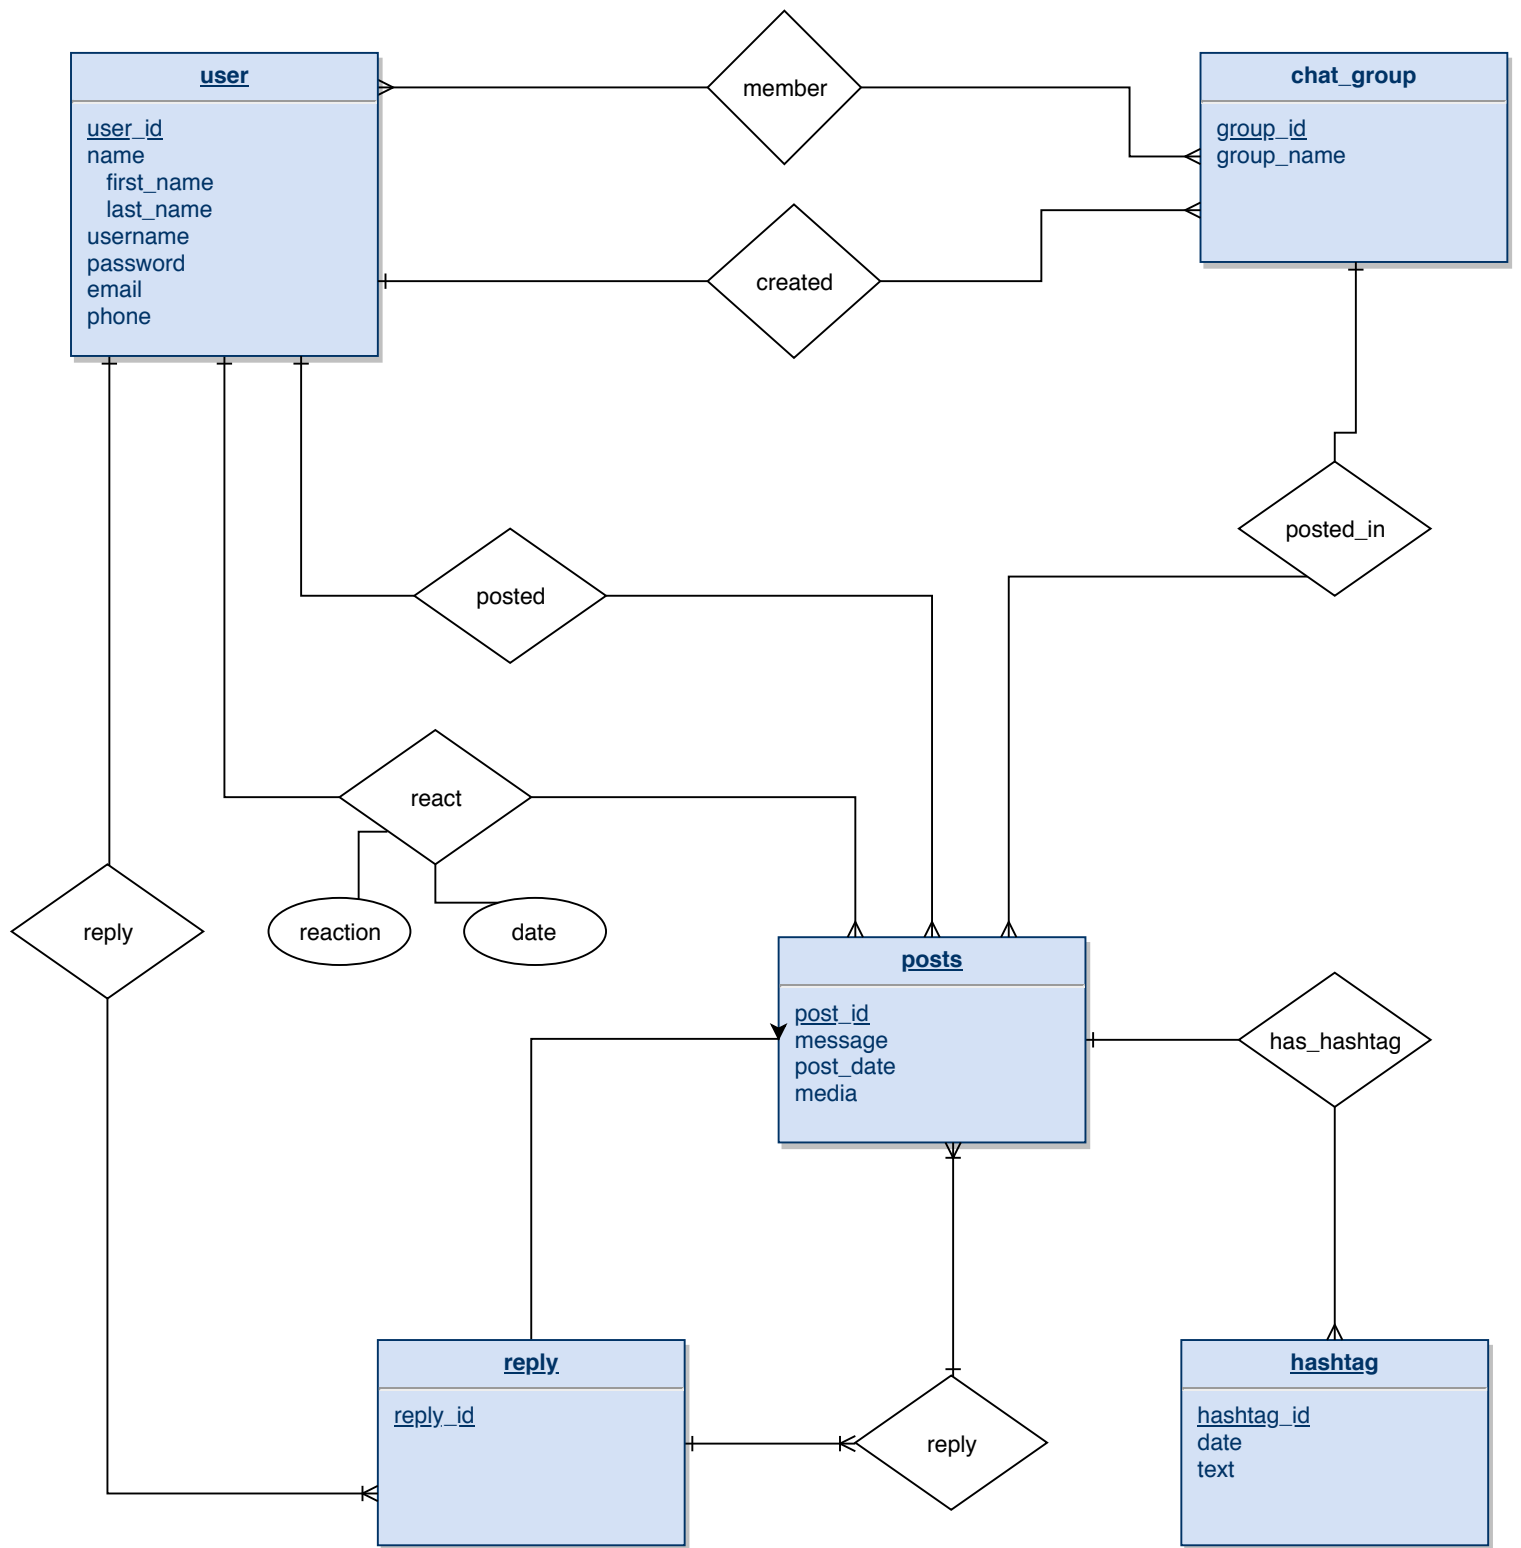 user
user_id
name
first_name
last_name
username
password
email
phone
member
chat_group
group_id
group_name
created
posted_in
posted
react
reaction
date
reply
posts
post_id
message
post_date
media
has_hashtag
reply
reply_id
reply
hashtag
hashtag_id
date
text